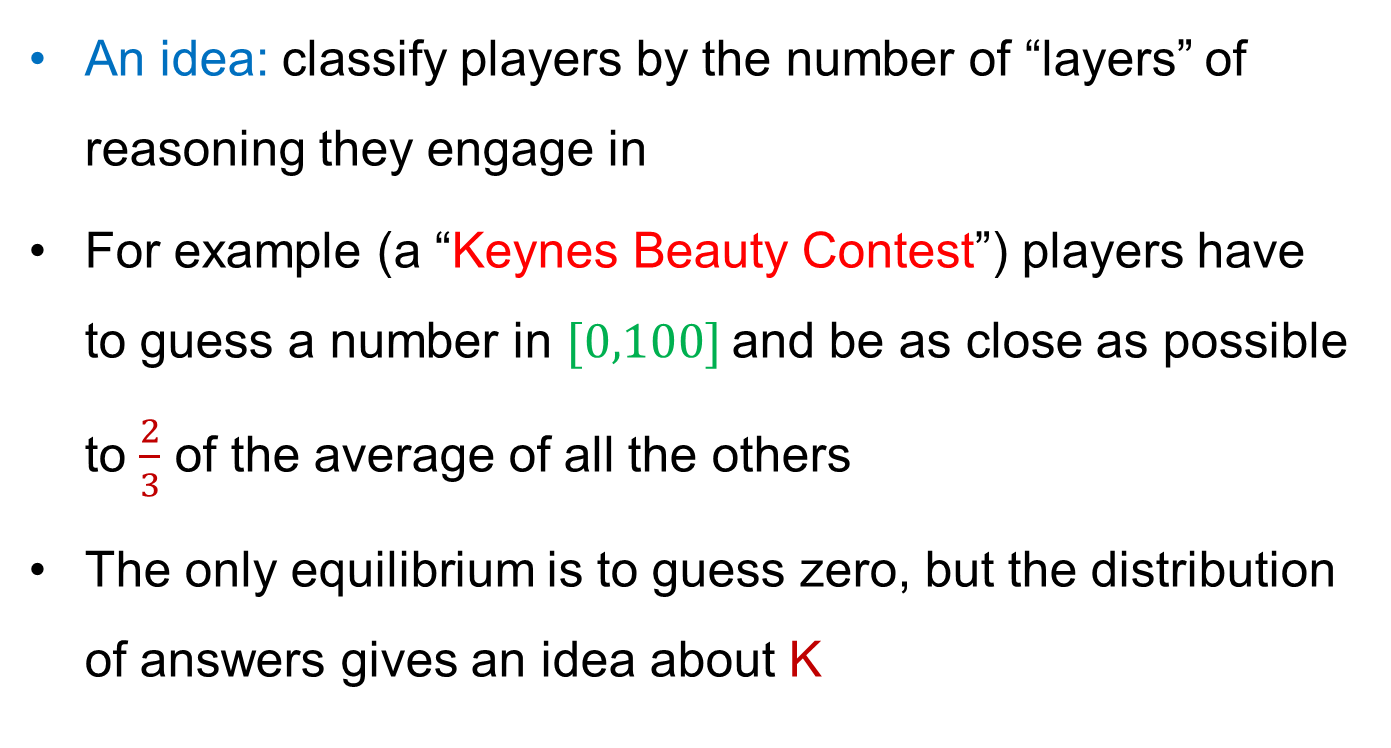 • An idea: classify players by the number of “layers” of
reasoning they engage in
• For example (a “Keynes Beauty Contest”) players have
to guess a number in [0,100] and be as close as possible
to 2/3 of the average of all the others
• The only equilibrium is to guess zero, but the distribution
of answers gives an idea about K